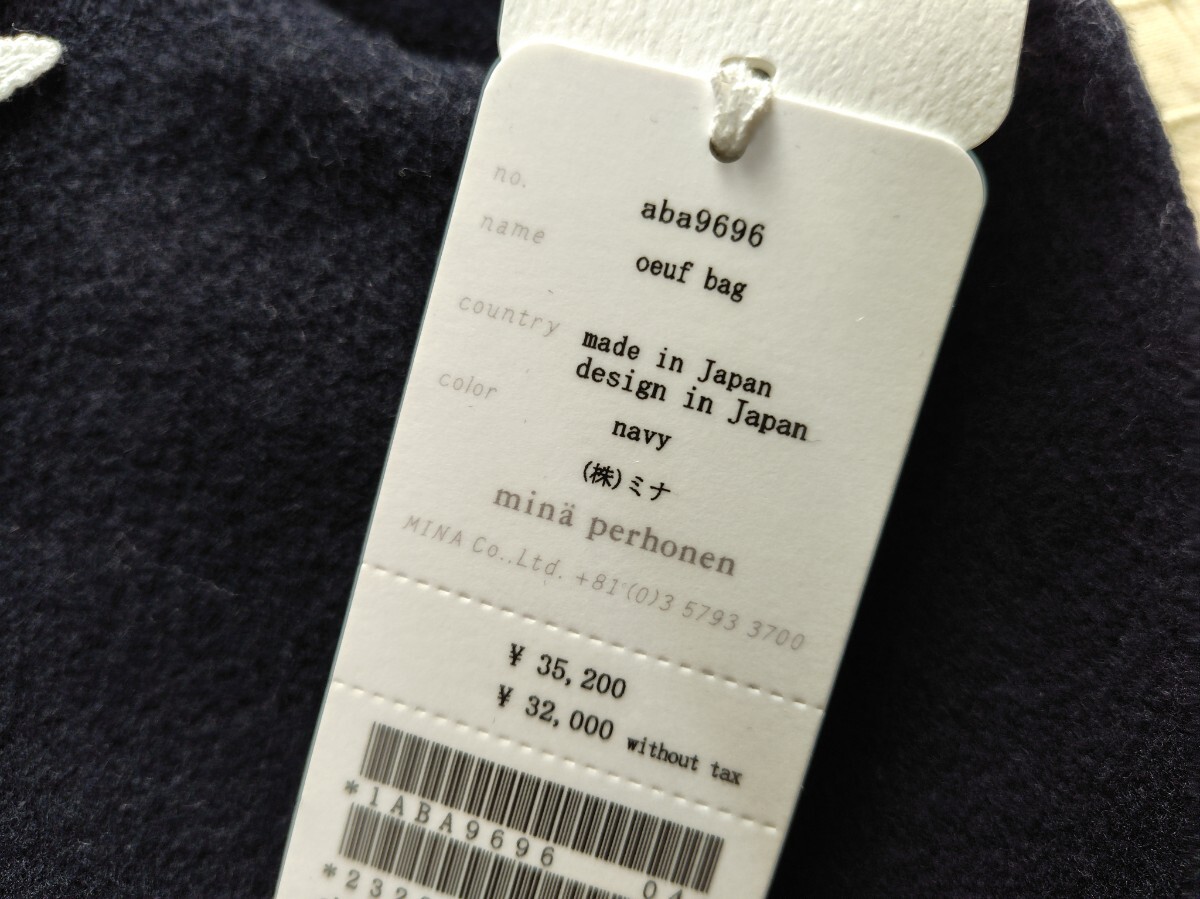 no.
aba9696
name
oeuf bag
country
made in Japan
design in Japan
color
navy
(株)ミナ
minä perhonen
MINA Co.,Ltd. +81 (0)3 5793 3700
¥ 35,200
¥ 32,000 without tax
*1ABA9696 04